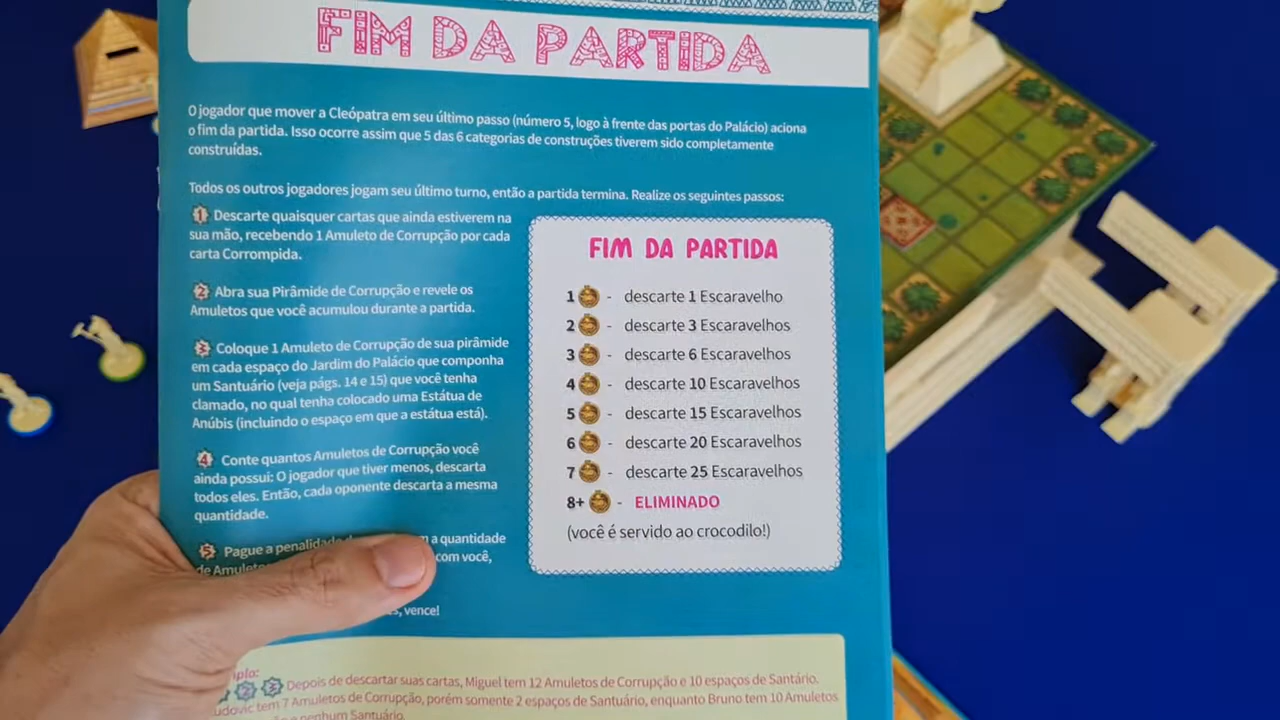 FIM DA PARTIDA
O jogador que mover a Cleópatra em seu último passo (número 5, logo à frente das portas do Palácio) aciona
o fim da partida. Isso ocorre assim que 5 das 6 categorias de construções tiverem sido completamente
construídas.
Todos os outros jogadores jogam seu último turno, então a partida termina. Realize os seguintes passos:
1 Descarte quaisquer cartas que ainda estiverem na
sua mão, recebendo 1 Amuleto de Corrupção por cada
carta Corrompida.
2 Abra sua Pirâmide de Corrupção e revele os
Amuletos que você acumulou durante a partida.
3 Coloque 1 Amuleto de Corrupção de sua pirâmide
em cada espaço do Jardim do Palácio que componha
um Santuário (veja págs. 14 e 15) que você tenha
clamado, no qual tenha colocado uma Estátua de
Anúbis (incluindo o espaço em que a estátua está).
4 Conte quantos Amuletos de Corrupção você
ainda possui: O jogador que tiver menos, descarta
todos eles. Então, cada oponente descarta a mesma
quantidade.
5 Pague a penalidade a quantidade
de com você,
vence!
FIM DA PARTIDA
1 - descarte 1 Escaravelho
2 - descarte 3 Escaravelhos
3 - descarte 6 Escaravelhos
4 - descarte 10 Escaravelhos
5 - descarte 15 Escaravelhos
6 - descarte 20 Escaravelhos
7 - descarte 25 Escaravelhos
8+ - ELIMINADO
(você é servido ao crocodilo!)
2 3 Depois de descartar suas cartas, Miguel tem 12 Amuletos de Corrupção e 10 espaços de Santário.
tem 7 Amuletos de Corrupção, porém somente 2 espaços de Santuário, enquanto Bruno tem 10 Amuletos
nenhum Santuário